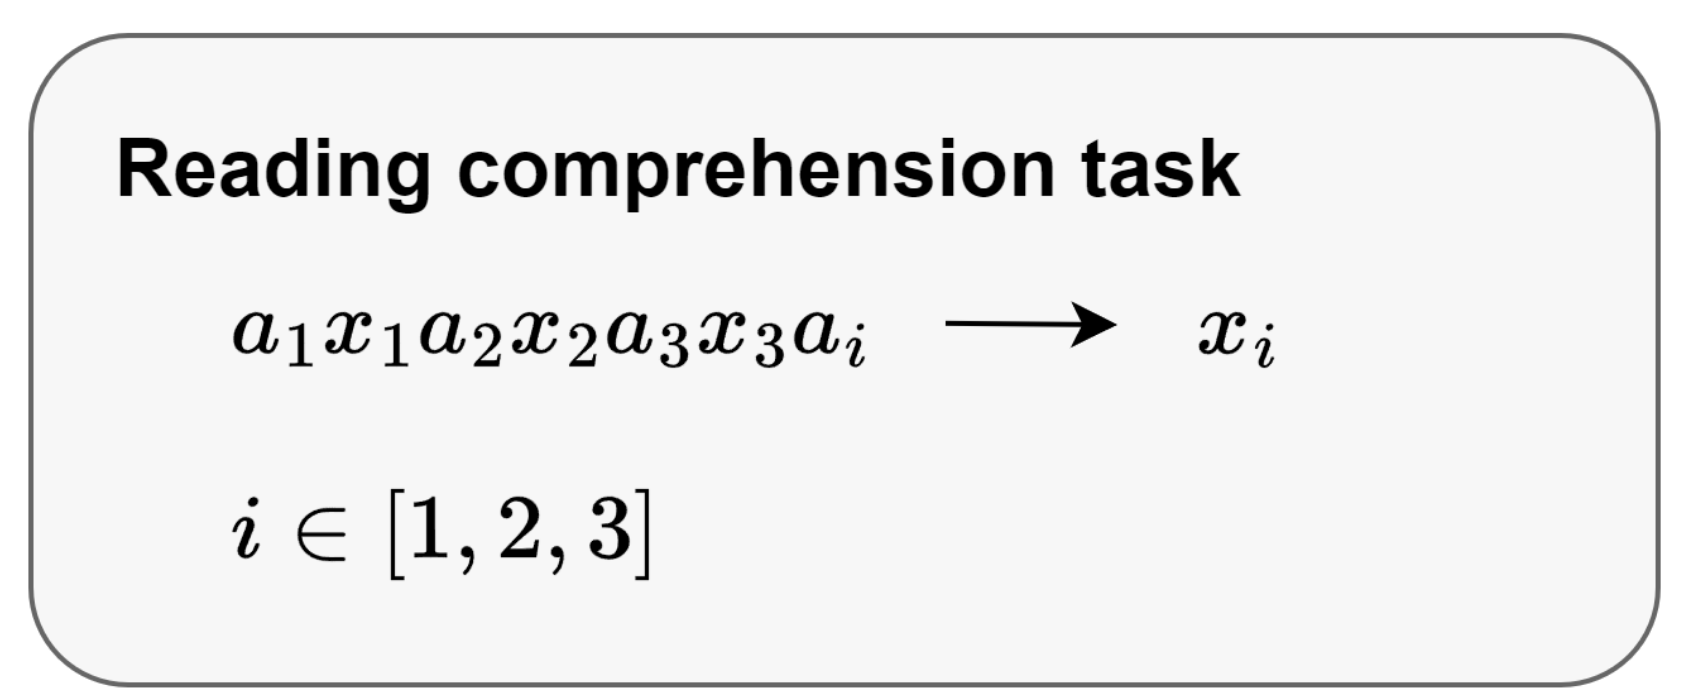 Reading comprehension task
a₁x₁a₂x₂a₃x₃aᵢ ⟶ xᵢ
i ∈ [1, 2, 3]